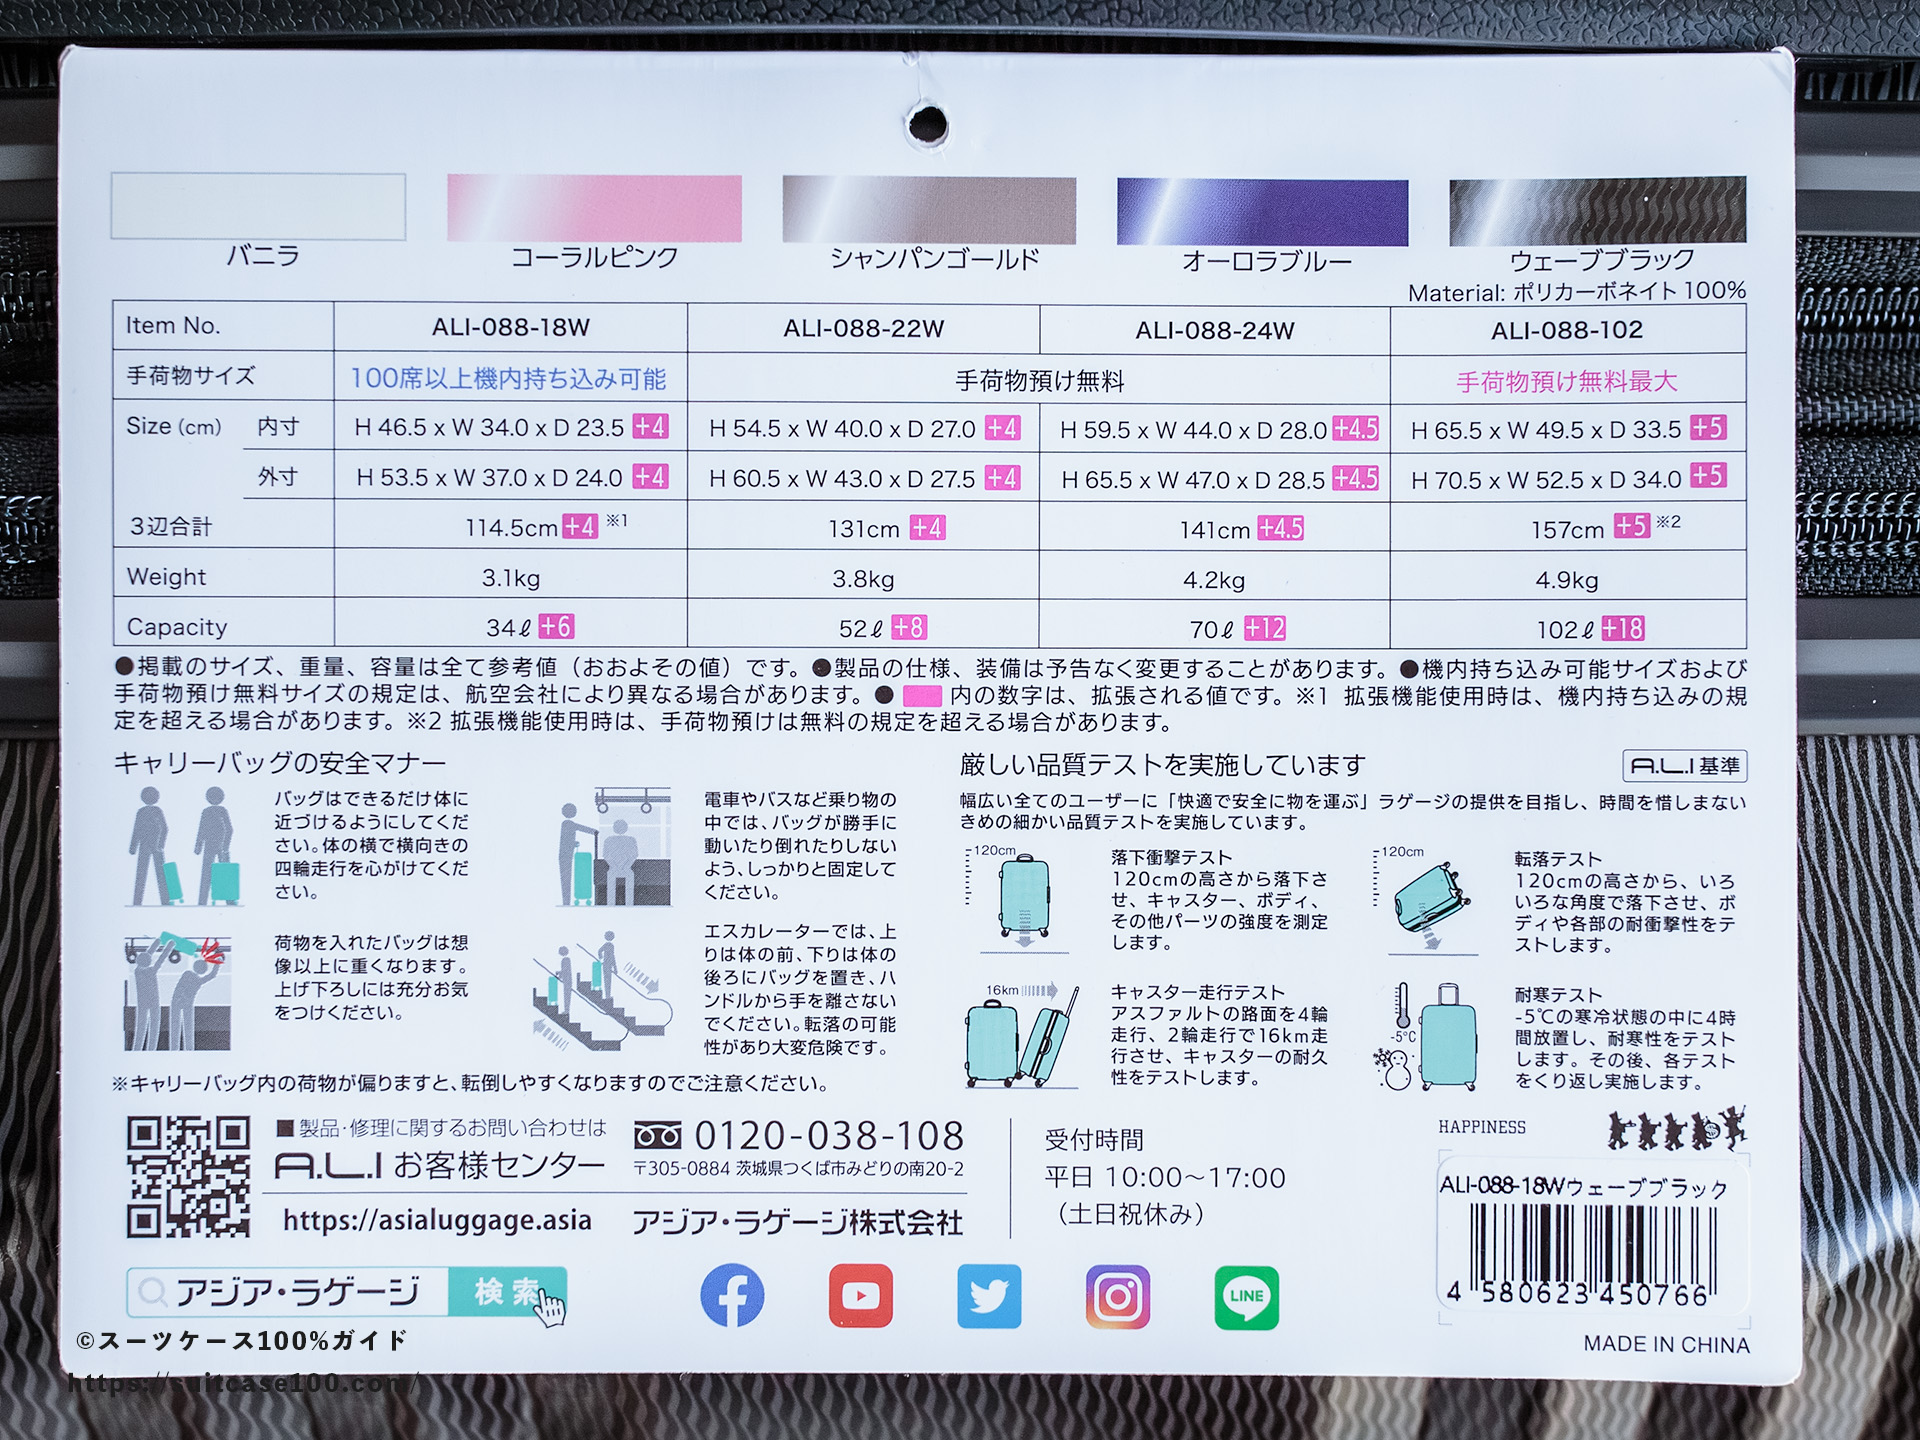 バニラ
コーラルピンク
シャンパンゴールド
オーロラブルー
ウェーブブラック
Material: ポリカーボネイト 100%
Item No. ALI-088-18W ALI-088-22W ALI-088-24W ALI-088-102
手荷物サイズ 100席以上機内持ち込み可能 手荷物預け無料 手荷物預け無料最大
Size (cm) 内寸 H 46.5 x W 34.0 x D 23.5 +4 H 54.5 x W 40.0 x D 27.0 +4 H 59.5 x W 44.0 x D 28.0 +4.5 H 65.5 x W 49.5 x D 33.5 +5
外寸 H 53.5 x W 37.0 x D 24.0 +4 H 60.5 x W 43.0 x D 27.5 +4 H 65.5 x W 47.0 x D 28.5 +4.5 H 70.5 x W 52.5 x D 34.0 +5
3辺合計 114.5cm +4 ※1 131cm +4 141cm +4.5 157cm +5 ※2
Weight 3.1kg 3.8kg 4.2kg 4.9kg
Capacity 34ℓ +6 52ℓ +8 70ℓ +12 102ℓ +18
●掲載のサイズ、重量、容量は全て参考値（おおよその値）です。●製品の仕様、装備は予告なく変更することがあります。●機内持ち込み可能サイズおよび
手荷物預け無料サイズの規定は、航空会社により異なる場合があります。● 内の数字は、拡張される値です。※1 拡張機能使用時は、機内持ち込みの規
定を超える場合があります。※2 拡張機能使用時は、手荷物預けは無料の規定を超える場合があります。
キャリーバッグの安全マナー
バッグはできるだけ体に
近づけるようにしてくだ
さい。体の横で横向きの
四輪走行を心がけてくだ
さい。
電車やバスなど乗り物の
中では、バッグが勝手に
動いたり倒れたりしない
よう、しっかりと固定して
ください。
荷物を入れたバッグは想
像以上に重くなります。
上げ下ろしには充分お気
をつけください。
エスカレーターでは、上
りは体の前、下りは体の
後ろにバッグを置き、ハ
ンドルから手を離さない
でください。転落の可能
性があり大変危険です。
※キャリーバッグ内の荷物が偏りますと、転倒しやすくなりますのでご注意ください。
厳しい品質テストを実施しています
A.L.I 基準
幅広い全てのユーザーに「快適で安全に物を運ぶ」ラゲージの提供を目指し、時間を惜しまない
きめの細かい品質テストを実施しています。
120cm
落下衝撃テスト
120cmの高さから落下さ
せ、キャスター、ボディ、
その他パーツの強度を測定
します。
120cm
転落テスト
120cmの高さから、いろ
いろな角度で落下させ、ボ
ディや各部の耐衝撃性をテ
ストします。
16km
キャスター走行テスト
アスファルトの路面を4輪
走行、2輪走行で16km走
行させ、キャスターの耐久
性をテストします。
-5℃
耐寒テスト
-5℃の寒冷状態の中に4時
間放置し、耐寒性をテスト
します。その後、各テスト
をくり返し実施します。
■製品・修理に関するお問い合わせは
A.L.I お客様センター
https://asialuggage.asia
0120-038-108
〒305-0884 茨城県つくば市みどりの南20-2
アジア・ラゲージ株式会社
受付時間
平日 10:00～17:00
（土日祝休み）
HAPPINESS
ALI-088-18Wウェーブブラック
4 580623 450766
MADE IN CHINA
アジア・ラゲージ 検索
LINE
©スーツケース100%ガイド
https://suitcase100.com/